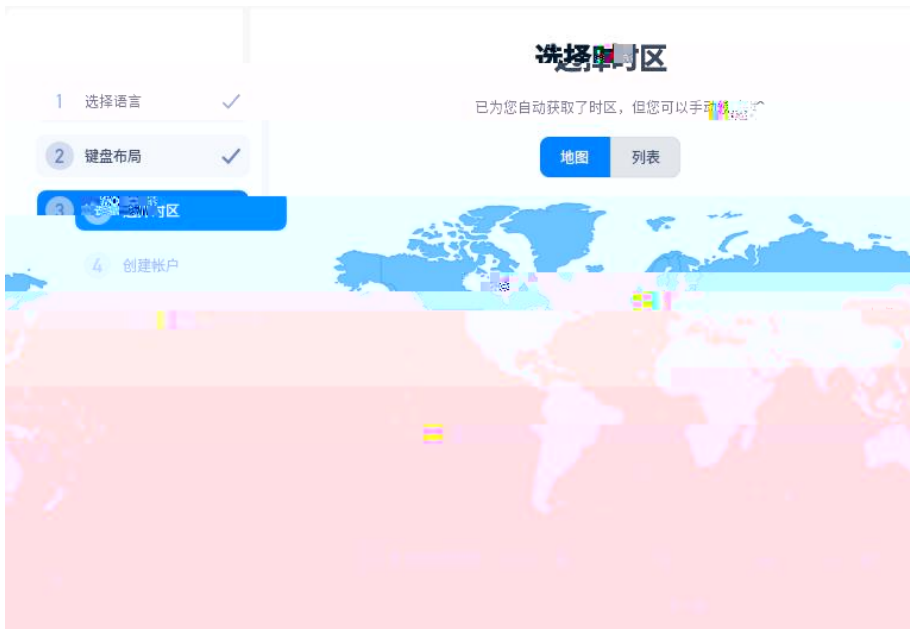 选择时区
已为您自动获取了时区，但您可以手动
地图
列表
1 选择语言
2 键盘布局
3 时区
4 创建帐户